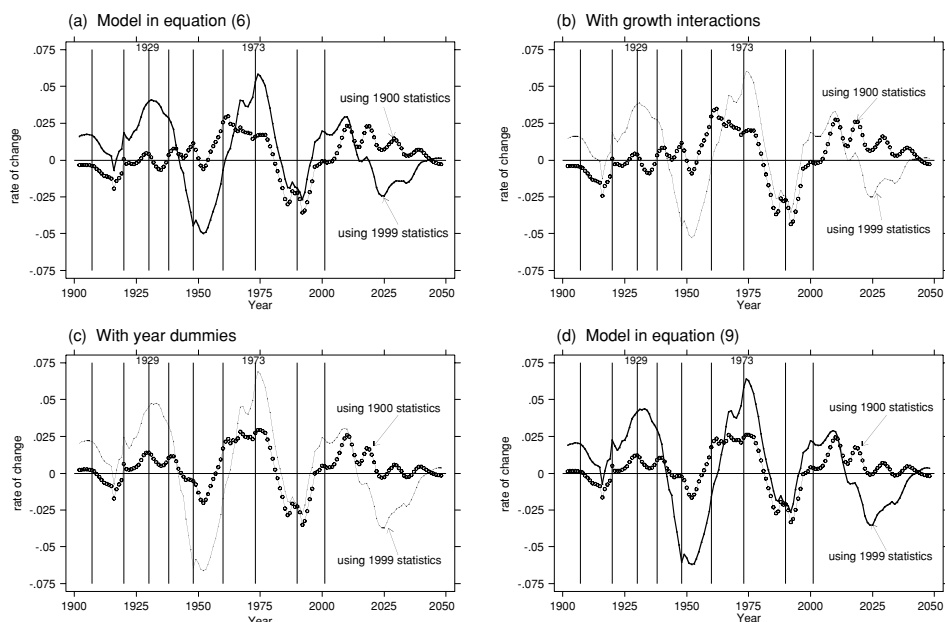 (a) Model in equation (6)
1929 1973
.075
.05
.025
0
-.025
-.05
-.075
rate of change
using 1900 statistics
using 1999 statistics
1900 1925 1950 1975 2000 2025 2050
Year
(b) With growth interactions
1929 1973
.075
.05
.025
0
-.025
-.05
-.075
rate of change
using 1900 statistics
using 1999 statistics
1900 1925 1950 1975 2000 2025 2050
Year
(c) With year dummies
1929 1973
.075
.05
.025
0
-.025
-.05
-.075
rate of change
using 1900 statistics
using 1999 statistics
1900 1925 1950 1975 2000 2025 2050
Year
(d) Model in equation (9)
1929 1973
.075
.05
.025
0
-.025
-.05
-.075
rate of change
using 1900 statistics
using 1999 statistics
1900 1925 1950 1975 2000 2025 2050
Year